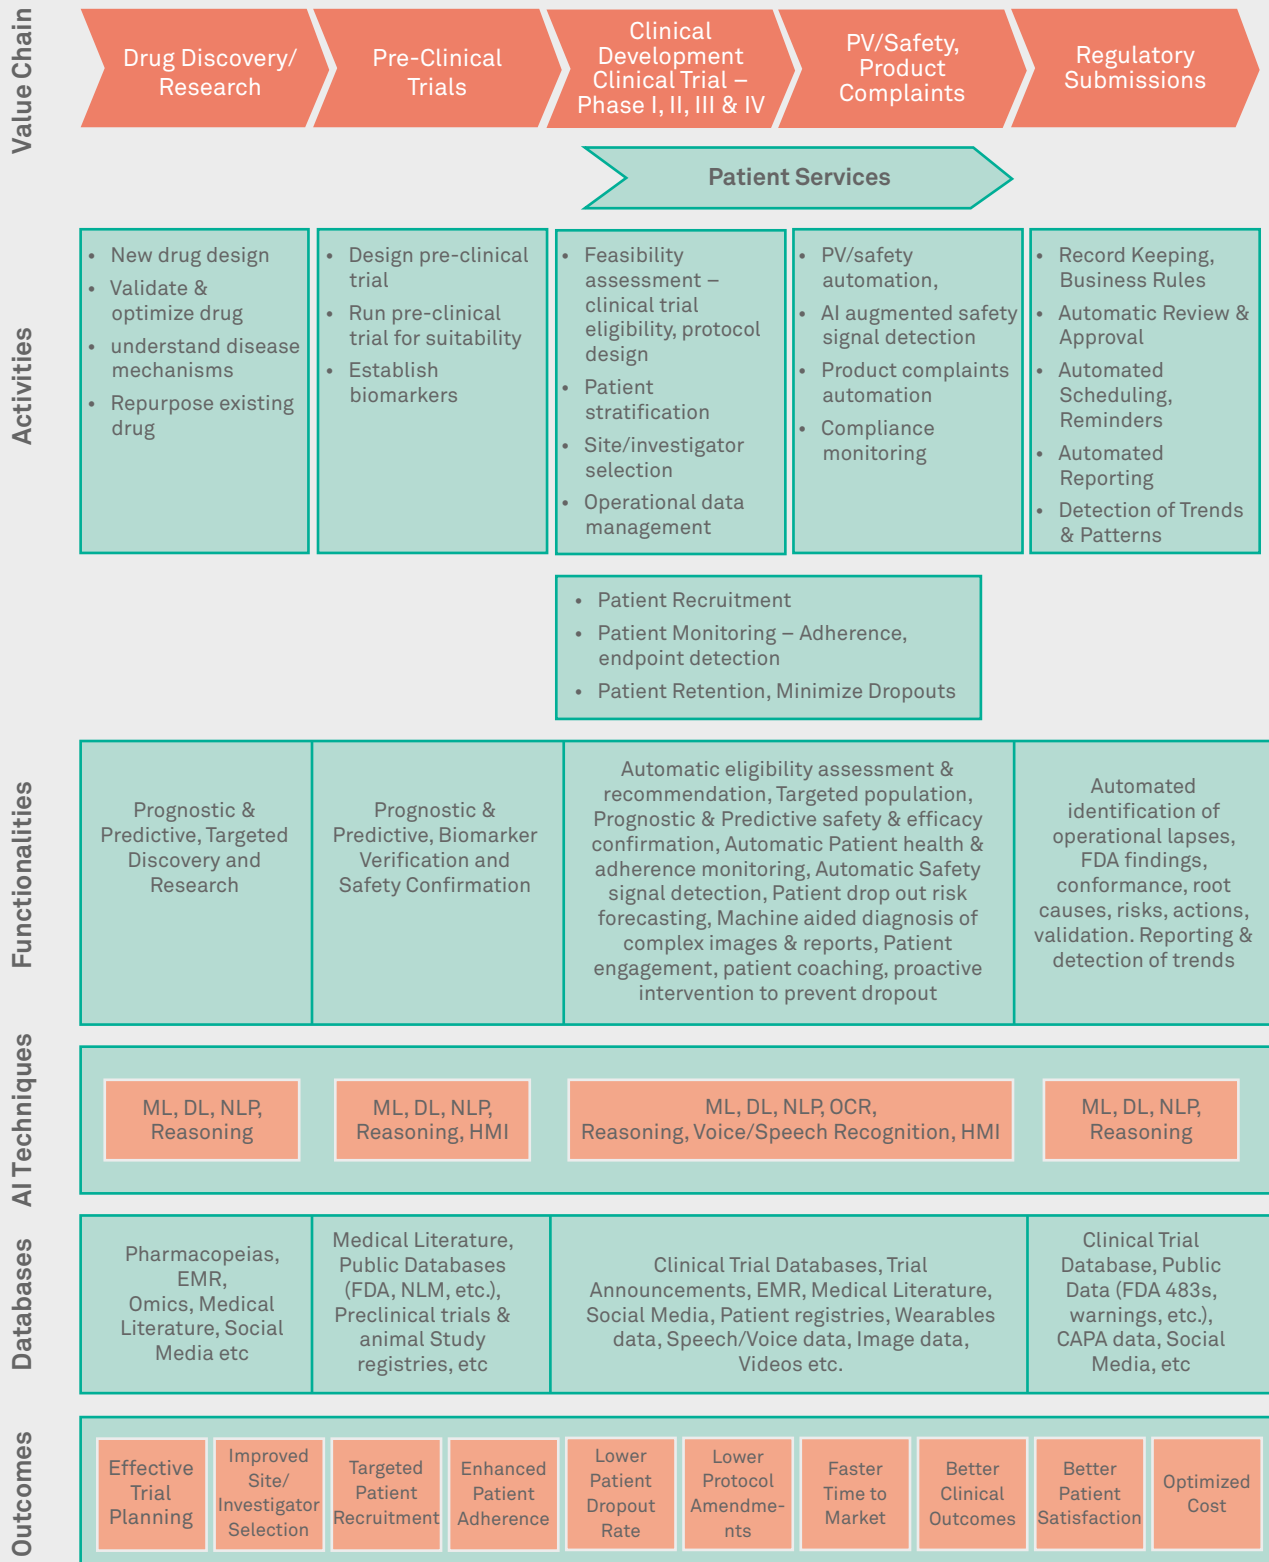 Value Chain
Drug Discovery/
Research
Pre-Clinical
Trials
Clinical
Development
Clinical Trial –
Phase I, II, III & IV
PV/Safety,
Product
Complaints
Regulatory
Submissions
Patient Services
Activities
• New drug design
• Validate &
optimize drug
• understand disease
mechanisms
• Repurpose existing
drug
• Design pre-clinical
trial
• Run pre-clinical
trial for suitability
• Establish
biomarkers
• Feasibility
assessment –
clinical trial
eligibility, protocol
design
• Patient
stratification
• Site/investigator
selection
• Operational data
management
• PV/safety
automation,
• AI augmented safety
signal detection
• Product complaints
automation
• Compliance
monitoring
• Record Keeping,
Business Rules
• Automatic Review &
Approval
• Automated
Scheduling,
Reminders
• Automated
Reporting
• Detection of Trends
& Patterns
• Patient Recruitment
• Patient Monitoring – Adherence,
endpoint detection
• Patient Retention, Minimize Dropouts
Functionalities
Prognostic &
Predictive, Targeted
Discovery and
Research
Prognostic &
Predictive, Biomarker
Verification and
Safety Confirmation
Automatic eligibility assessment &
recommendation, Targeted population,
Prognostic & Predictive safety & efficacy
confirmation, Automatic Patient health &
adherence monitoring, Automatic Safety
signal detection, Patient drop out risk
forecasting, Machine aided diagnosis of
complex images & reports, Patient
engagement, patient coaching, proactive
intervention to prevent dropout
Automated
identification of
operational lapses,
FDA findings,
conformance, root
causes, risks, actions,
validation. Reporting &
detection of trends
AI Techniques
ML, DL, NLP,
Reasoning
ML, DL, NLP,
Reasoning, HMI
ML, DL, NLP, OCR,
Reasoning, Voice/Speech Recognition, HMI
ML, DL, NLP,
Reasoning
Databases
Pharmacopeias,
EMR,
Omics, Medical
Literature, Social
Media etc
Medical Literature,
Public Databases
(FDA, NLM, etc.),
Preclinical trials &
animal Study
registries, etc
Clinical Trial Databases, Trial
Announcements, EMR, Medical Literature,
Social Media, Patient registries, Wearables
data, Speech/Voice data, Image data,
Videos etc.
Clinical Trial
Database, Public
Data (FDA 483s,
warnings, etc.),
CAPA data, Social
Media, etc
Outcomes
Effective
Trial
Planning
Improved
Site/
Investigator
Selection
Targeted
Patient
Recruitment
Enhanced
Patient
Adherence
Lower
Patient
Dropout
Rate
Lower
Protocol
Amendme-
nts
Faster
Time to
Market
Better
Clinical
Outcomes
Better
Patient
Satisfaction
Optimized
Cost